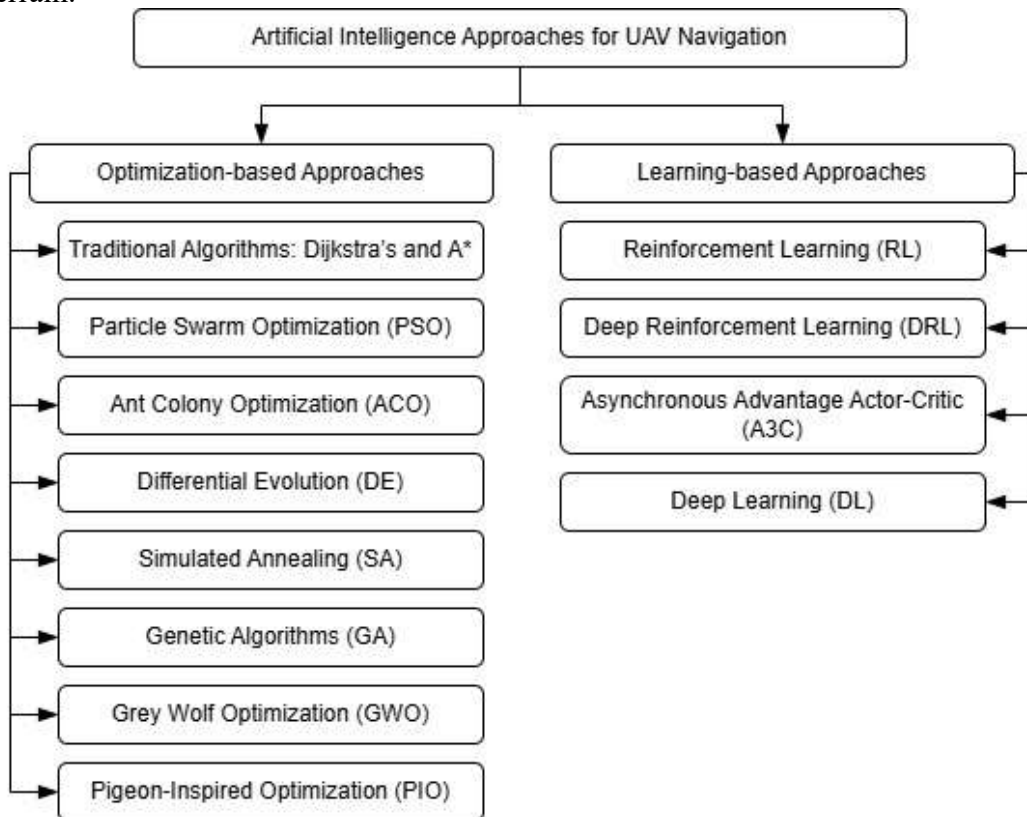 Artificial Intelligence Approaches for UAV Navigation
Optimization-based Approaches
Learning-based Approaches
Traditional Algorithms: Dijkstra's and A*
Particle Swarm Optimization (PSO)
Ant Colony Optimization (ACO)
Differential Evolution (DE)
Simulated Annealing (SA)
Genetic Algorithms (GA)
Grey Wolf Optimization (GWO)
Pigeon-Inspired Optimization (PIO)
Reinforcement Learning (RL)
Deep Reinforcement Learning (DRL)
Asynchronous Advantage Actor-Critic
(A3C)
Deep Learning (DL)